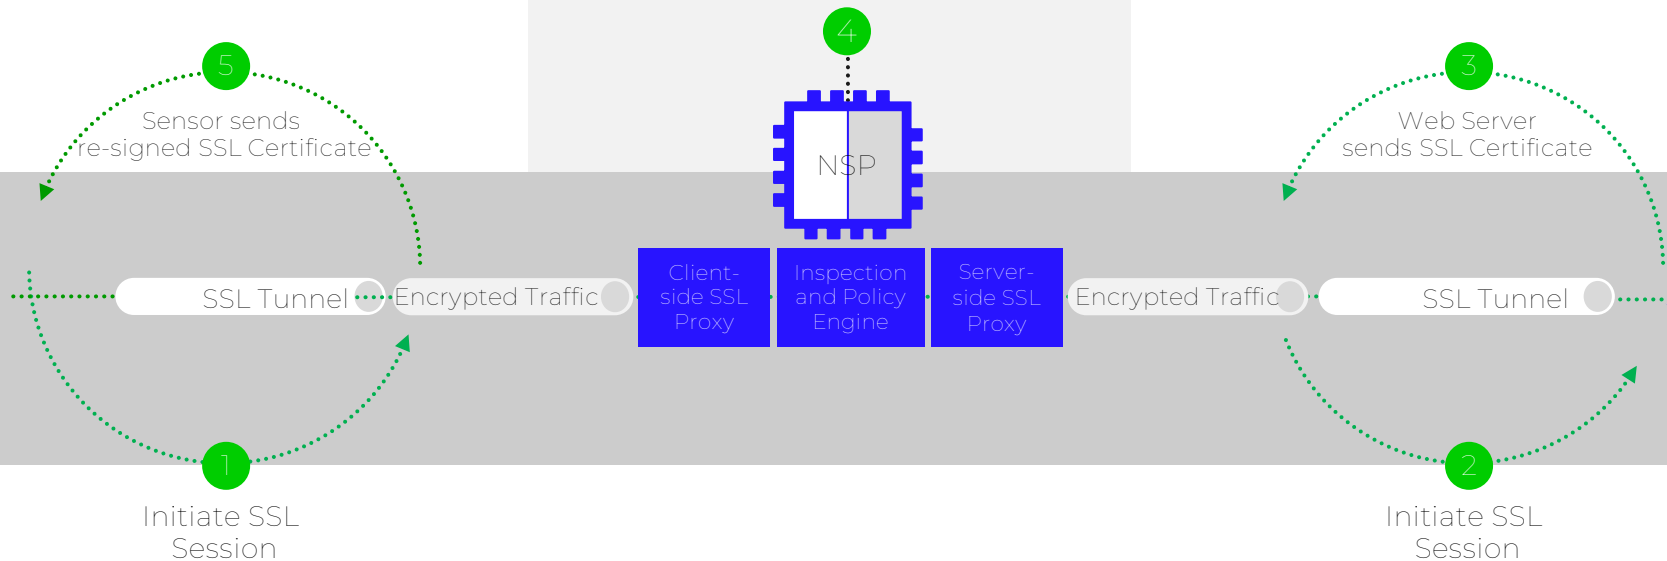 4
5
3
Sensor sends
re-signed SSL Certificate
Web Server
sends SSL Certificate
NSP
SSL Tunnel
Encrypted Traffic
Client-
side SSL
Proxy
Inspection
and Policy
Engine
Server-
side SSL
Proxy
Encrypted Traffic
SSL Tunnel
1
2
Initiate SSL
Session
Initiate SSL
Session